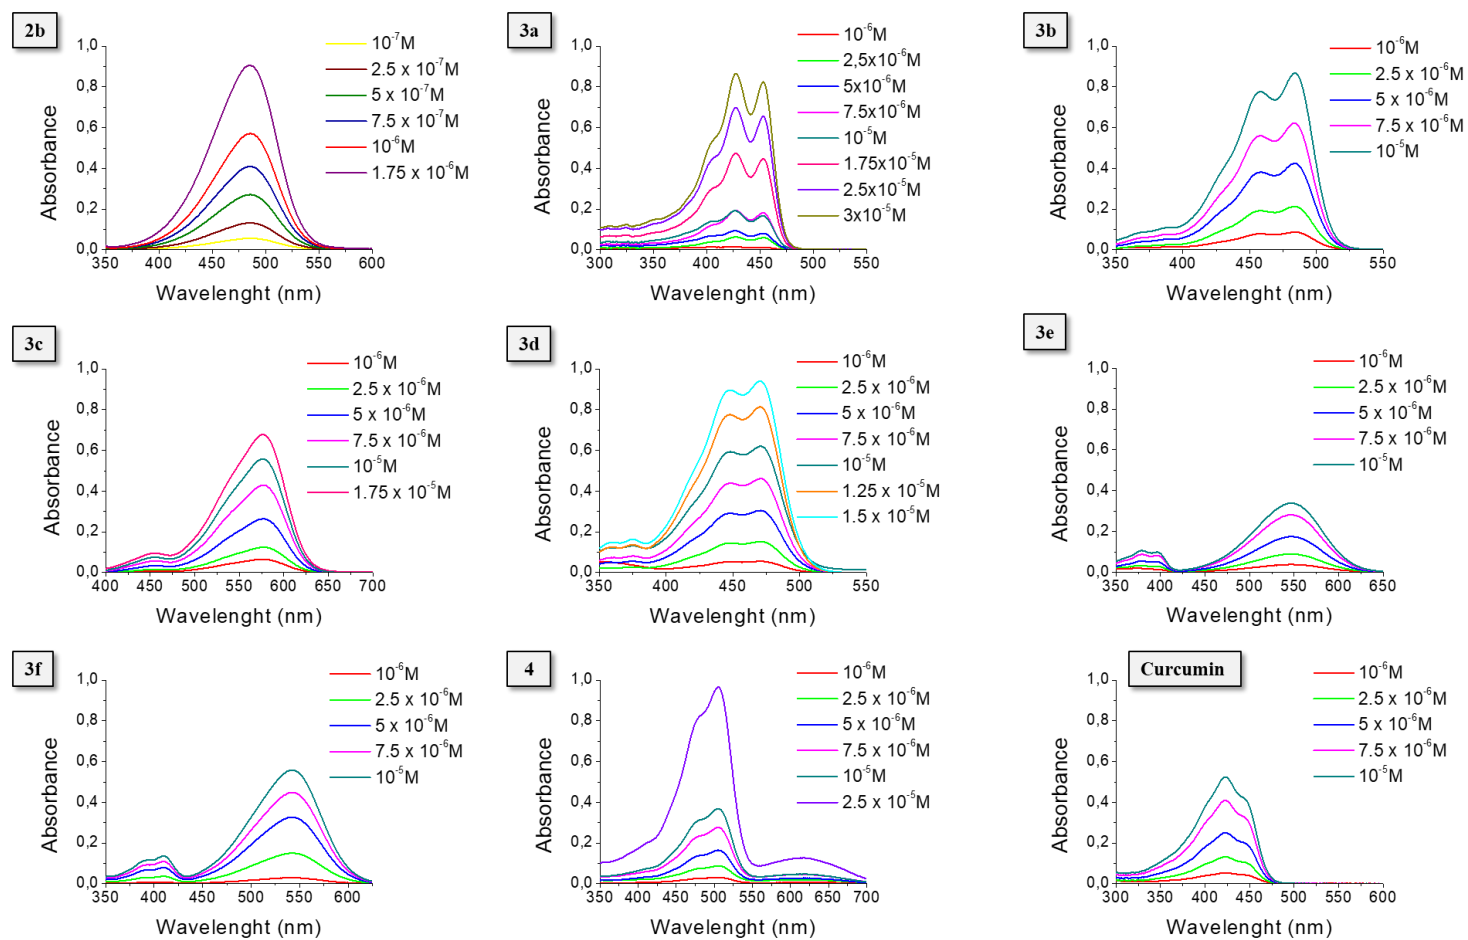 2b
1,0
0,8
0,6
0,4
0,2
0,0
350 400 450 500 550 600
Absorbance
Wavelenght (nm)
10⁻⁷M
2.5 x 10⁻⁷M
5 x 10⁻⁷M
7.5 x 10⁻⁷M
10⁻⁶M
1.75 x 10⁻⁶M
3a
1,0
0,8
0,6
0,4
0,2
0,0
300 350 400 450 500 550
Absorbance
Wavelenght (nm)
10⁻⁶M
2,5x10⁻⁶M
5x10⁻⁶M
7.5x10⁻⁶M
10⁻⁵M
1.75x10⁻⁵M
2.5x10⁻⁵M
3x10⁻⁵M
3b
1,0
0,8
0,6
0,4
0,2
0,0
350 400 450 500 550
Absorbance
Wavelenght (nm)
10⁻⁶M
2.5 x 10⁻⁶M
5 x 10⁻⁶M
7.5 x 10⁻⁶M
10⁻⁵M
3c
1,0
0,8
0,6
0,4
0,2
0,0
400 450 500 550 600 650 700
Absorbance
Wavelenght (nm)
10⁻⁶M
2.5 x 10⁻⁶M
5 x 10⁻⁶M
7.5 x 10⁻⁶M
10⁻⁵M
1.75 x 10⁻⁵M
3d
1,0
0,8
0,6
0,4
0,2
0,0
350 400 450 500 550
Absorbance
Wavelenght (nm)
10⁻⁶M
2.5 x 10⁻⁶M
5 x 10⁻⁶M
7.5 x 10⁻⁶M
10⁻⁵M
1.25 x 10⁻⁵M
1.5 x 10⁻⁵M
3e
1,0
0,8
0,6
0,4
0,2
0,0
350 400 450 500 550 600 650
Absorbance
Wavelenght (nm)
10⁻⁶M
2.5 x 10⁻⁶M
5 x 10⁻⁶M
7.5 x 10⁻⁶M
10⁻⁵M
3f
1,0
0,8
0,6
0,4
0,2
0,0
350 400 450 500 550 600
Absorbance
Wavelenght (nm)
10⁻⁶M
2.5 x 10⁻⁶M
5 x 10⁻⁶M
7.5 x 10⁻⁶M
10⁻⁵M
4
1,0
0,8
0,6
0,4
0,2
0,0
350 400 450 500 550 600 650 700
Absorbance
Wavelenght (nm)
10⁻⁶M
2.5 x 10⁻⁶M
5 x 10⁻⁶M
7.5 x 10⁻⁶M
10⁻⁵M
2.5 x 10⁻⁵M
Curcumin
1,0
0,8
0,6
0,4
0,2
0,0
300 350 400 450 500 550 600
Absorbance
Wavelenght (nm)
10⁻⁶M
2.5 x 10⁻⁶M
5 x 10⁻⁶M
7.5 x 10⁻⁶M
10⁻⁵M